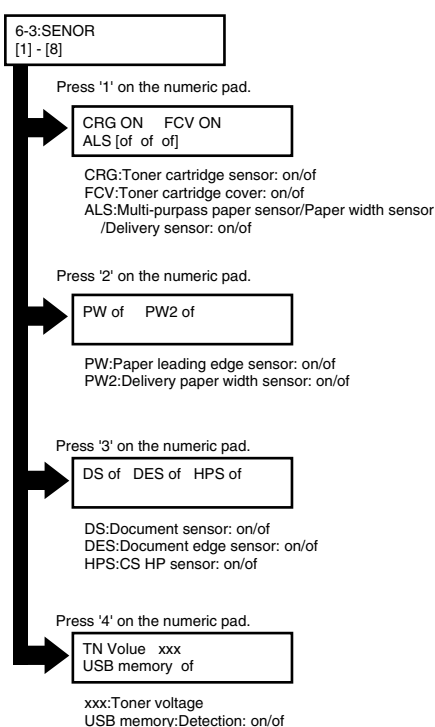 6-3:SENOR
[1] - [8]
Press '1' on the numeric pad.
CRG ON FCV ON
ALS [of of of]
CRG:Toner cartridge sensor: on/of
FCV:Toner cartridge cover: on/of
ALS:Multi-purpass paper sensor/Paper width sensor
/Delivery sensor: on/of
Press '2' on the numeric pad.
PW of PW2 of
PW:Paper leading edge sensor: on/of
PW2:Delivery paper width sensor: on/of
Press '3' on the numeric pad.
DS of DES of HPS of
DS:Document sensor: on/of
DES:Document edge sensor: on/of
HPS:CS HP sensor: on/of
Press '4' on the numeric pad.
TN Volue xxx
USB memory of
xxx:Toner voltage
USB memory:Detection: on/of